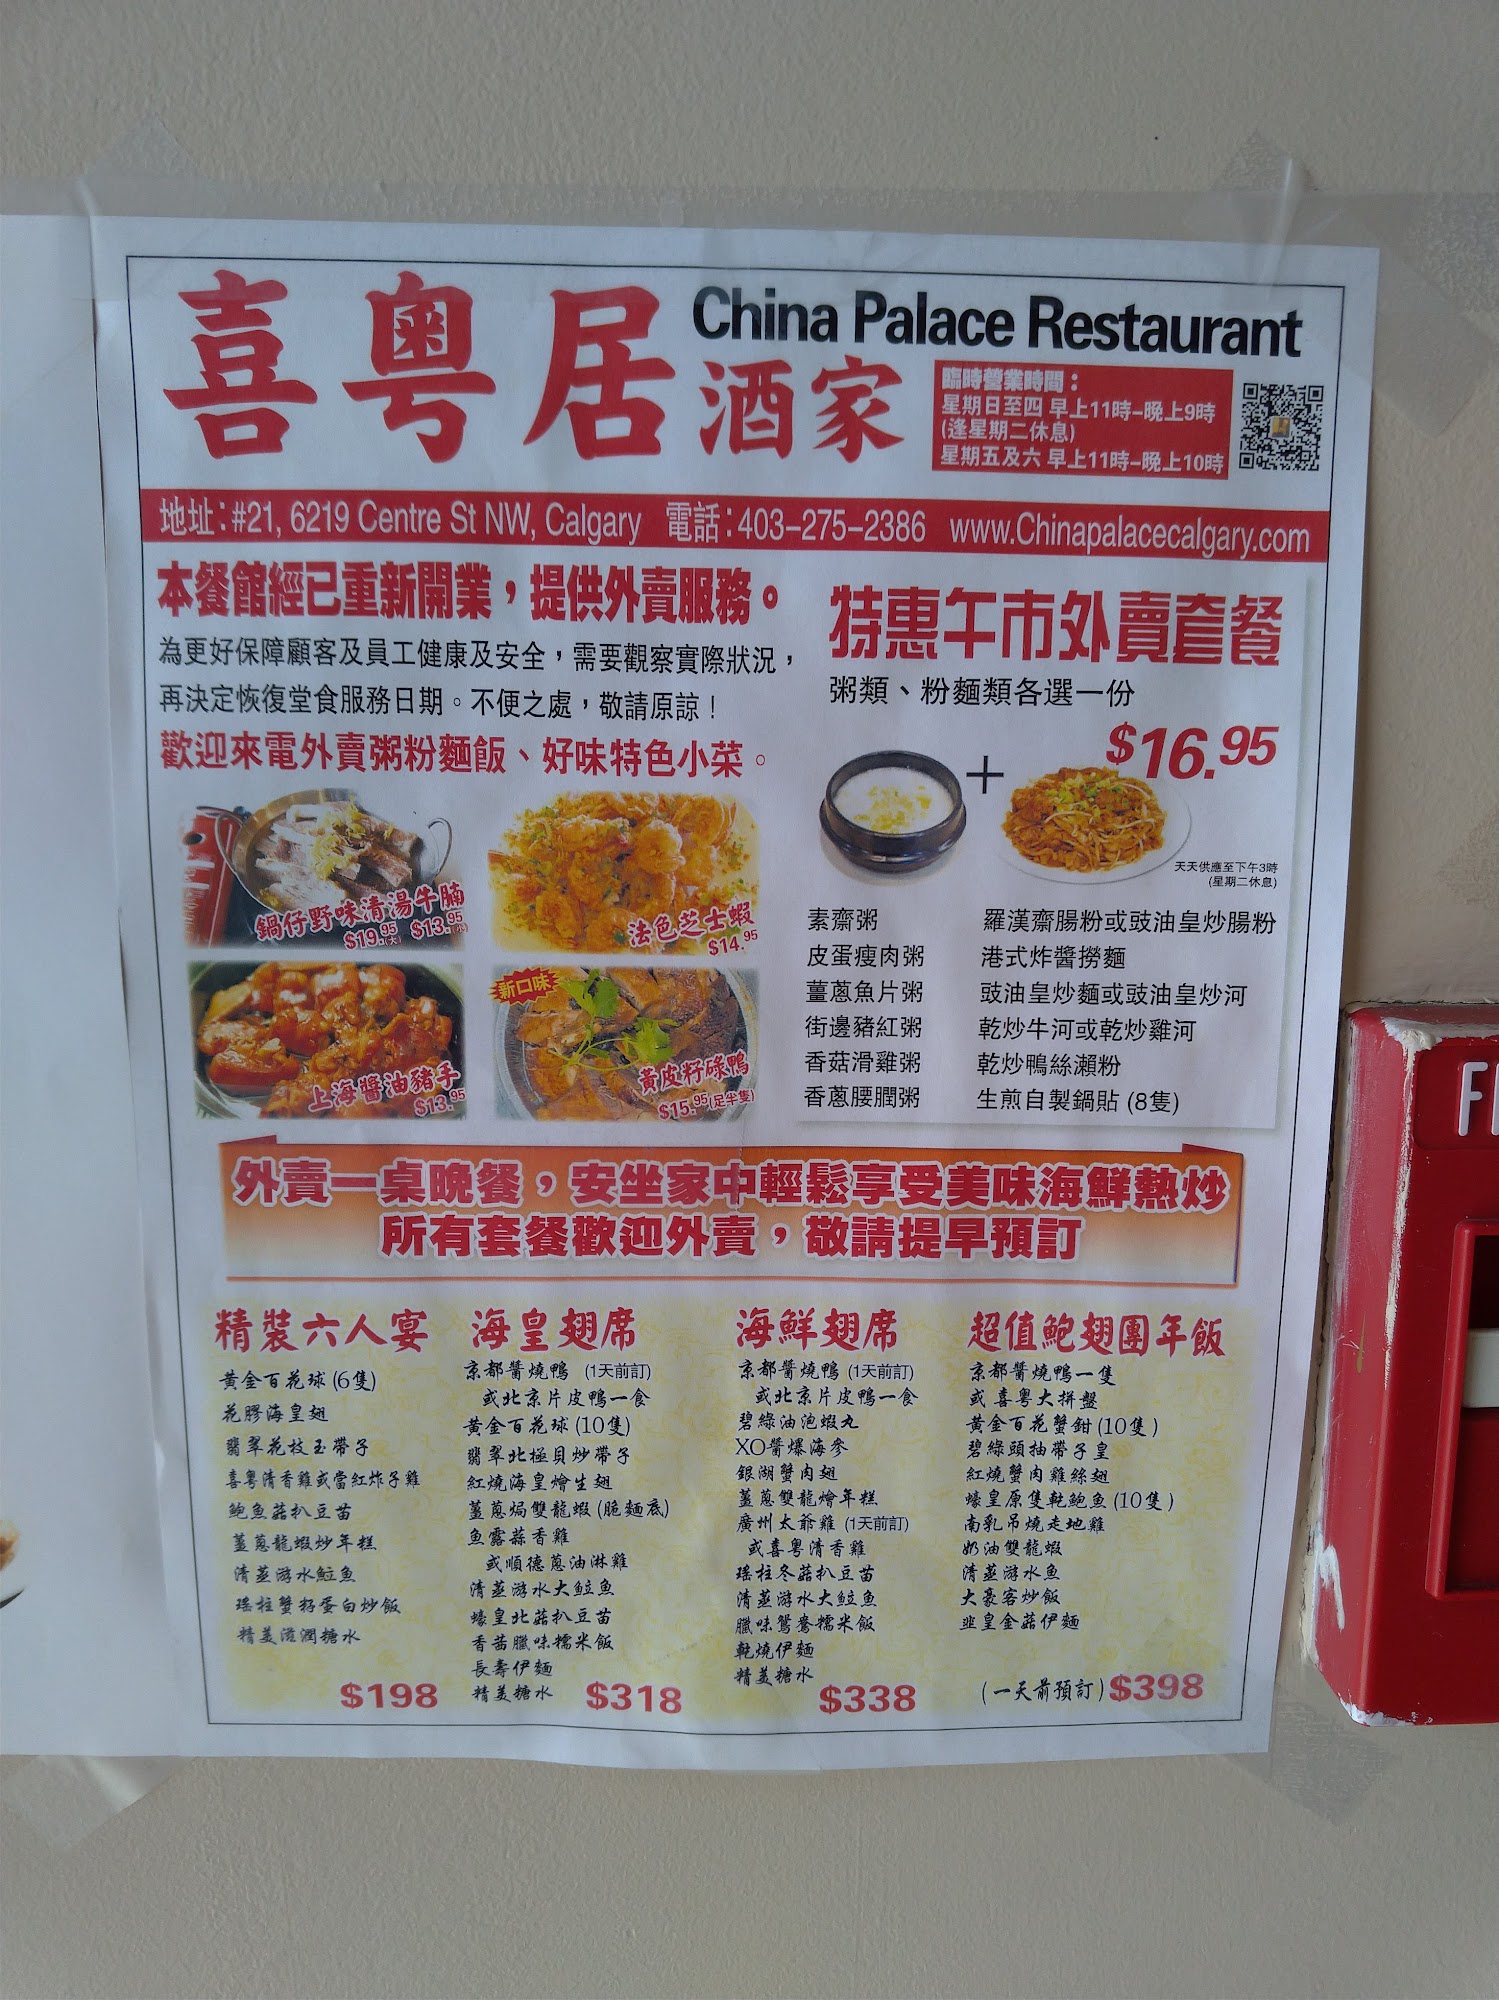 喜粤居酒家
China Palace Restaurant
臨時營業時間：
星期日至四 早上11時-晚上9時
(逢星期二休息)
星期五及六 早上11時-晚上10時
地址：#21, 6219 Centre St NW, Calgary 電話：403-275-2386 www.Chinapalacecalgary.com
本餐館經已重新開業，提供外賣服務。
為更好保障顧客及員工健康及安全，需要觀察實際狀況，
再決定恢復堂食服務日期。不便之處，敬請原諒！
歡迎來電外賣粥粉麵飯、好味特色小菜。
鍋仔野味清湯牛腩
$19.95(大) $13.95(小)
法色芝士蝦
$14.95
上海醬油豬手
$13.95
新口味
黃皮籽碌鴨
$15.95(足半隻)
特惠午市外賣套餐
粥類、粉麵類各選一份
$16.95
+
天天供應至下午3時
(星期二休息)
素齋粥
皮蛋瘦肉粥
薑蔥魚片粥
街邊豬紅粥
香菇滑雞粥
香蔥腰膶粥
羅漢齋腸粉或豉油皇炒腸粉
港式炸醬撈麵
豉油皇炒麵或豉油皇炒河
乾炒牛河或乾炒雞河
乾炒鴨絲瀨粉
生煎自製鍋貼 (8隻)
外賣一桌晚餐，安坐家中輕鬆享受美味海鮮熱炒
所有套餐歡迎外賣，敬請提早預訂
精裝六人宴
黃金百花球 (6隻)
花膠海皇翅
翡翠花枝玉帶子
喜粵清香雞或當紅炸子雞
鮑魚菇扒豆苗
薑蔥龍蝦炒年糕
清蒸游水鮨魚
瑤柱蟹籽蛋白炒飯
精美滋潤糖水
$198
海皇翅席
京都醬燒鴨 (1天前訂)
或北京片皮鴨一食
黃金百花球 (10隻)
翡翠北極貝炒帶子
紅燒海皇燴生翅
薑蔥焗雙龍蝦 (脆麵底)
魚露蒜香雞
或順德蔥油淋雞
清蒸游水大鮨魚
蠔皇北菇扒豆苗
香茜臘味糯米飯
長壽伊麵
精美糖水
$318
海鮮翅席
京都醬燒鴨 (1天前訂)
或北京片皮鴨一食
碧綠油泡蝦丸
XO醬爆海參
銀湖蟹肉翅
薑蔥雙龍燴年糕
廣州太爺雞 (1天前訂)
或喜粵清香雞
瑤柱冬菇扒豆苗
清蒸游水大鮨魚
臘味鴛鴦糯米飯
乾燒伊麵
精美糖水
$338
超值鮑翅團年飯
京都醬燒鴨一隻
或喜粵大拼盤
黃金百花蟹鉗 (10隻)
碧綠頭抽帶子皇
紅燒蟹肉雞絲翅
蠔皇原隻乾鮑魚 (10隻)
南乳吊燒走地雞
奶油雙龍蝦
清蒸游水魚
大豪客炒飯
韭皇金菇伊麵
(一天前預訂) $398